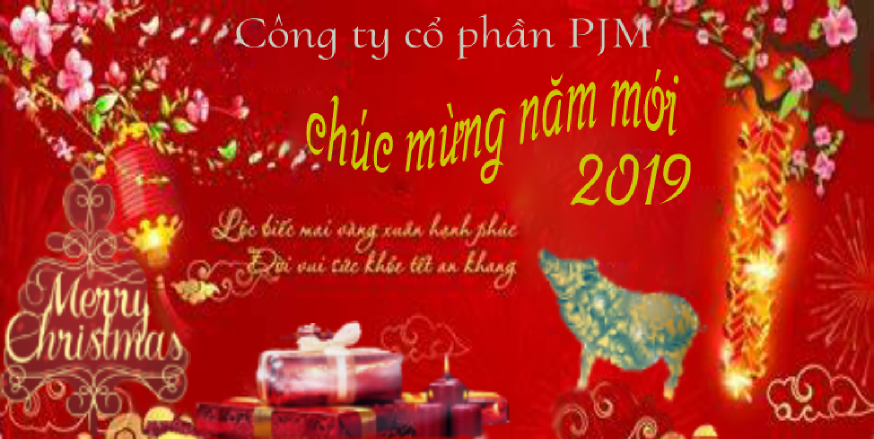 Công ty cổ phần PJM
chúc mừng năm mới
2019
Lộc biếc mai vàng xuân hạnh phúc
Đời vui sức khỏe tết an khang
Merry
Christmas